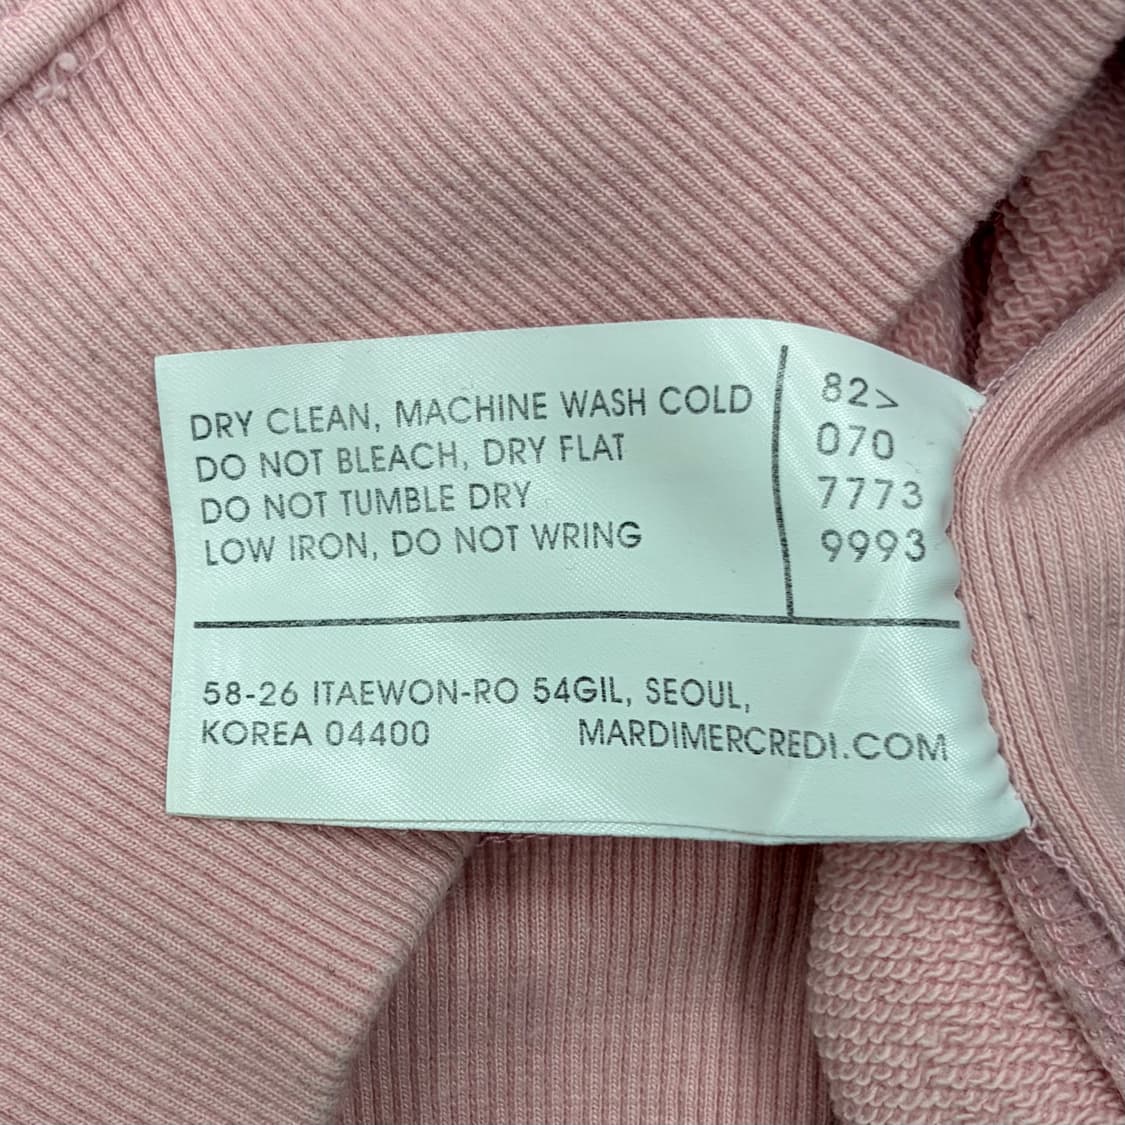 DRY CLEAN, MACHINE WASH COLD
DO NOT BLEACH, DRY FLAT
DO NOT TUMBLE DRY
LOW IRON, DO NOT WRING
82>
070
7773
9993
58-26 ITAEWON-RO 54GIL, SEOUL,
KOREA 04400 MARDIMERCREDI.COM